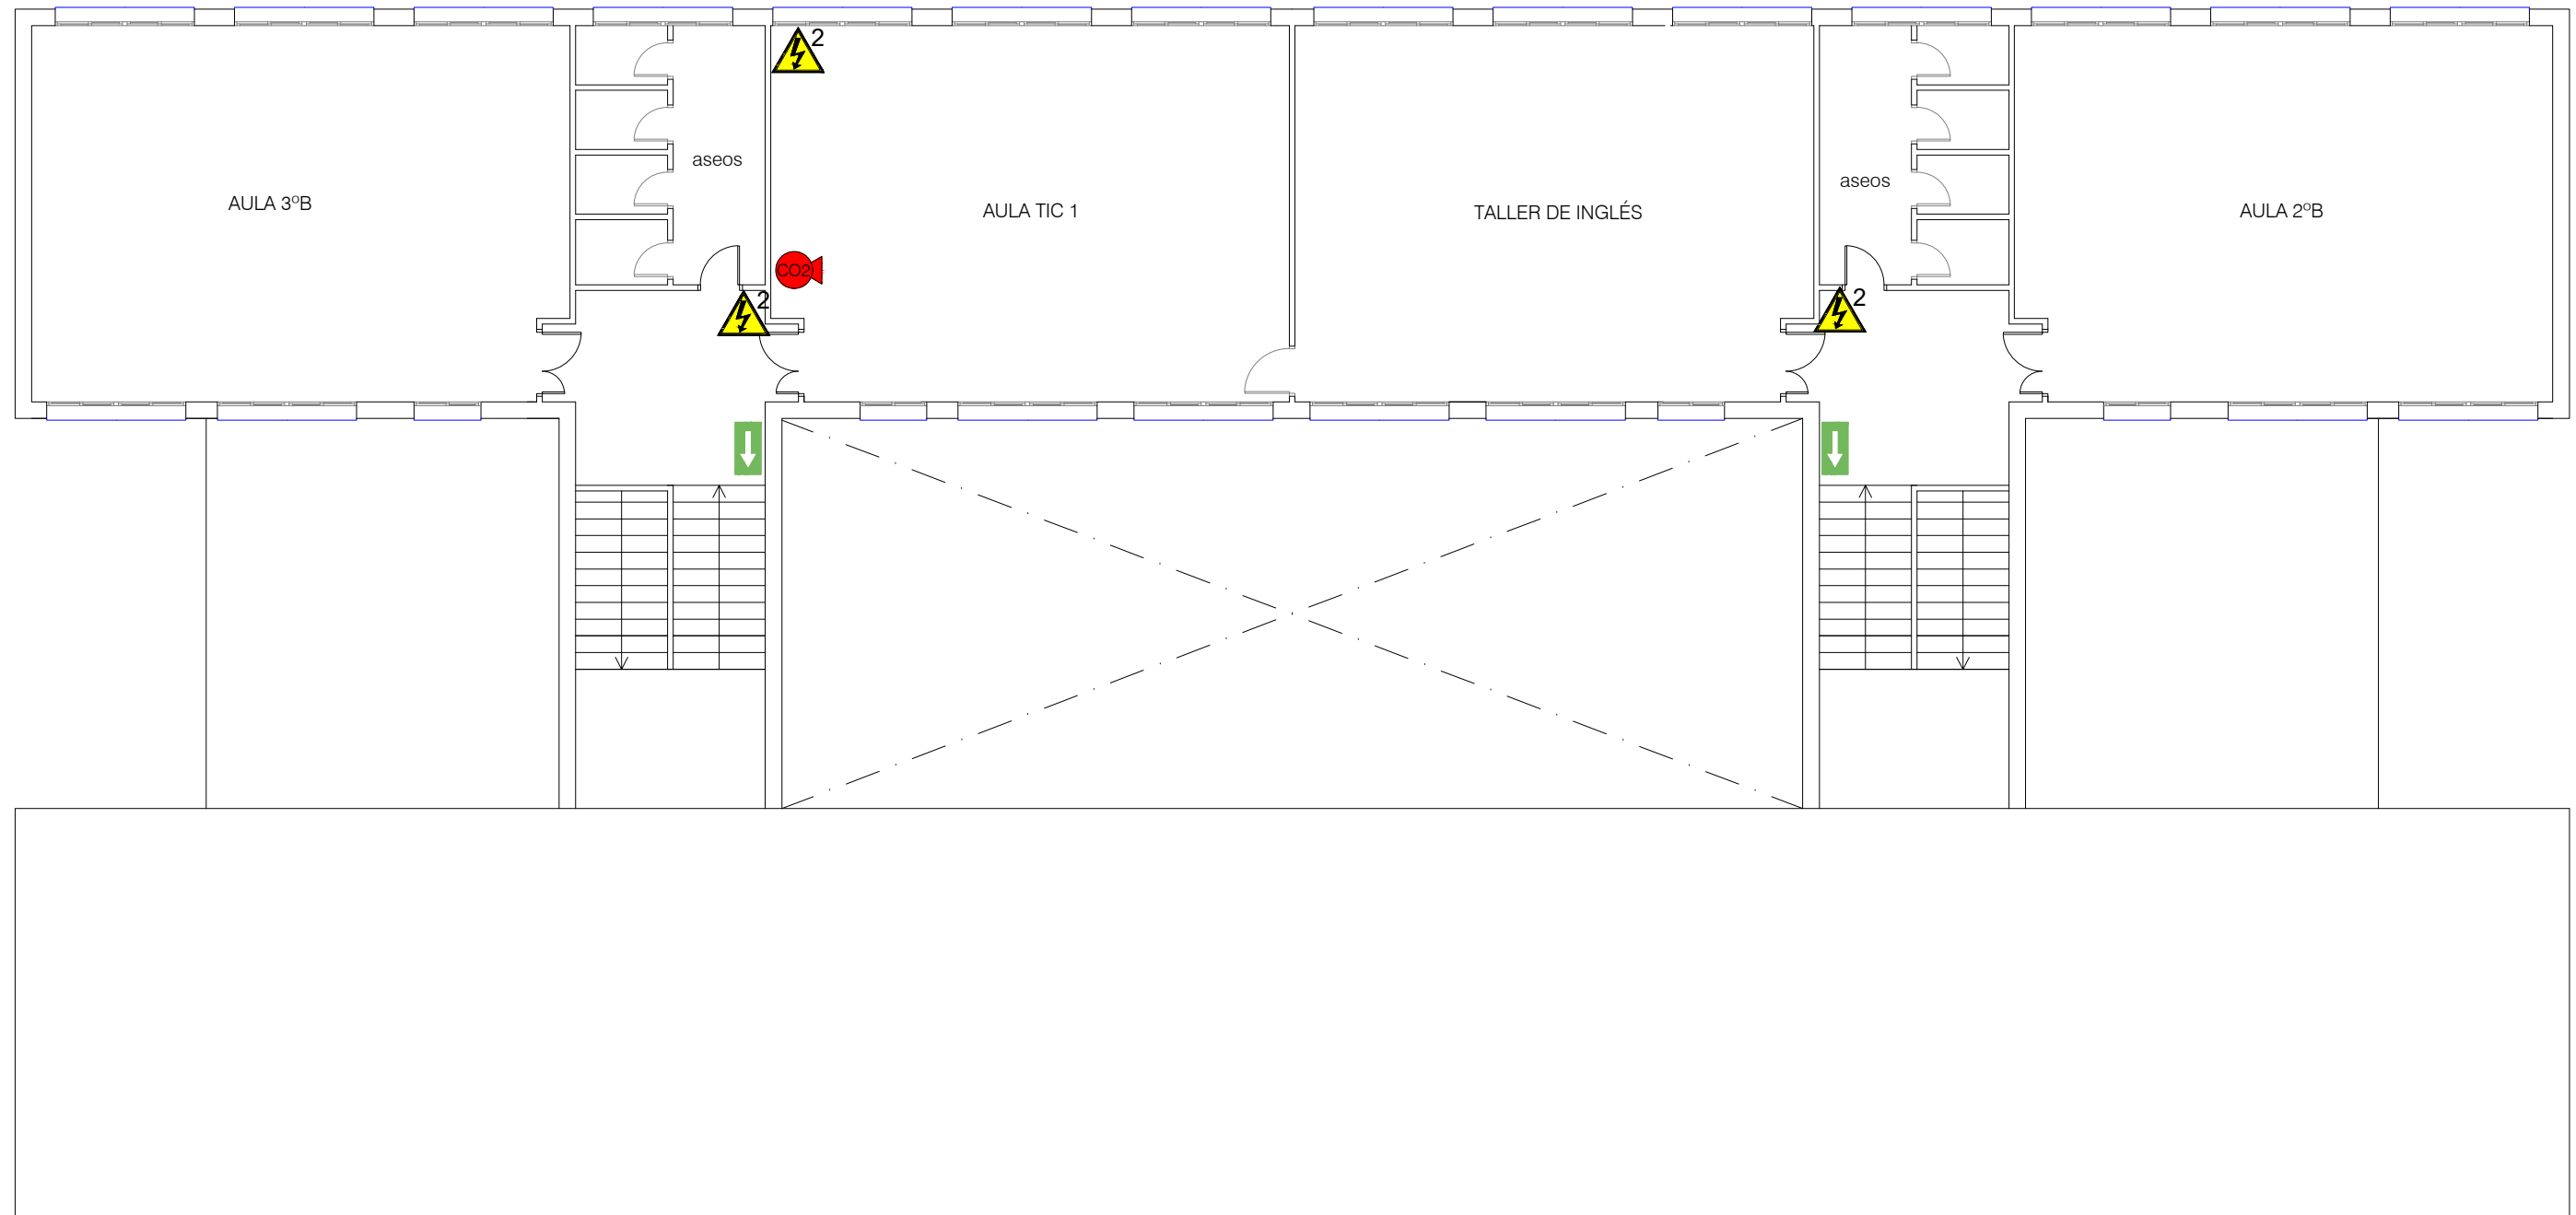 2
aseos
aseos
AULA 3ºB
AULA TIC 1
TALLER DE INGLÉS
AULA 2ºB
CO2
2
2